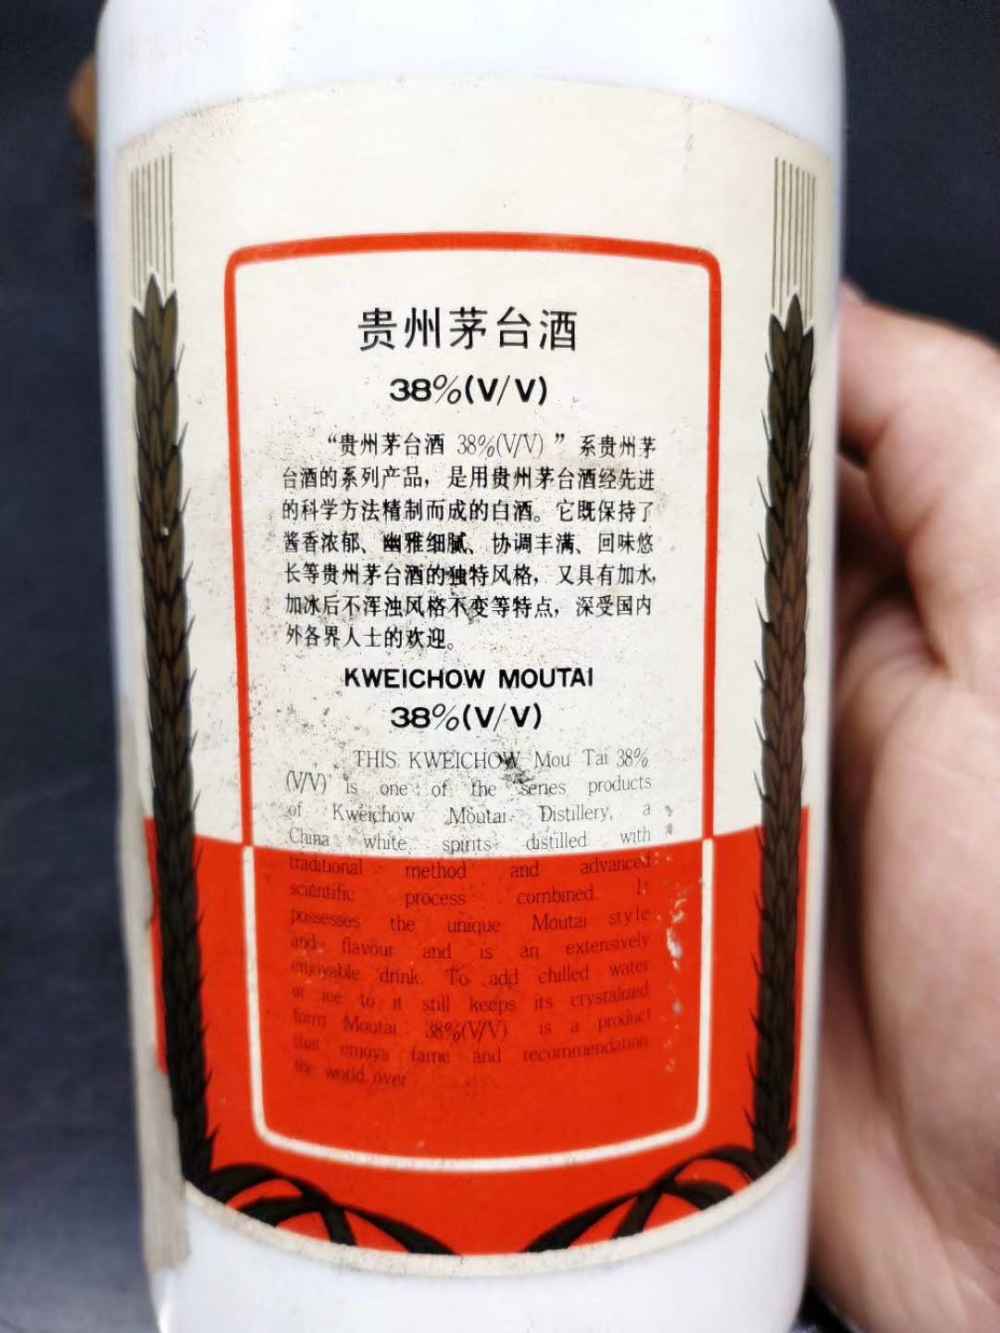 贵州茅台酒
38%(V/V)
“贵州茅台酒 38%(V/V)”系贵州茅
台酒的系列产品，是用贵州茅台酒经先进
的科学方法精制而成的白酒。它既保持了
酱香浓郁、幽雅细腻、协调丰满、回味悠
长等贵州茅台酒的独特风格，又具有加水，
加冰后不浑浊风格不变等特点，深受国内
外各界人士的欢迎。
KWEICHOW MOUTAI
38%(V/V)
THIS KWEICHOW Mou Tai 38%
(V/V) is one of the series products
of Kweichow Moutai Distillery, a
China white spirits distilled with
traditional method and advanced
scientific process combined. It
possesses the unique Moutai style
and flavour and is an extensively
enjoyable drink. To add chilled water
or ice to it still keeps its crystalized
form Moutai 38%(V/V) is a product
that enjoys fame and recommendation
the world over